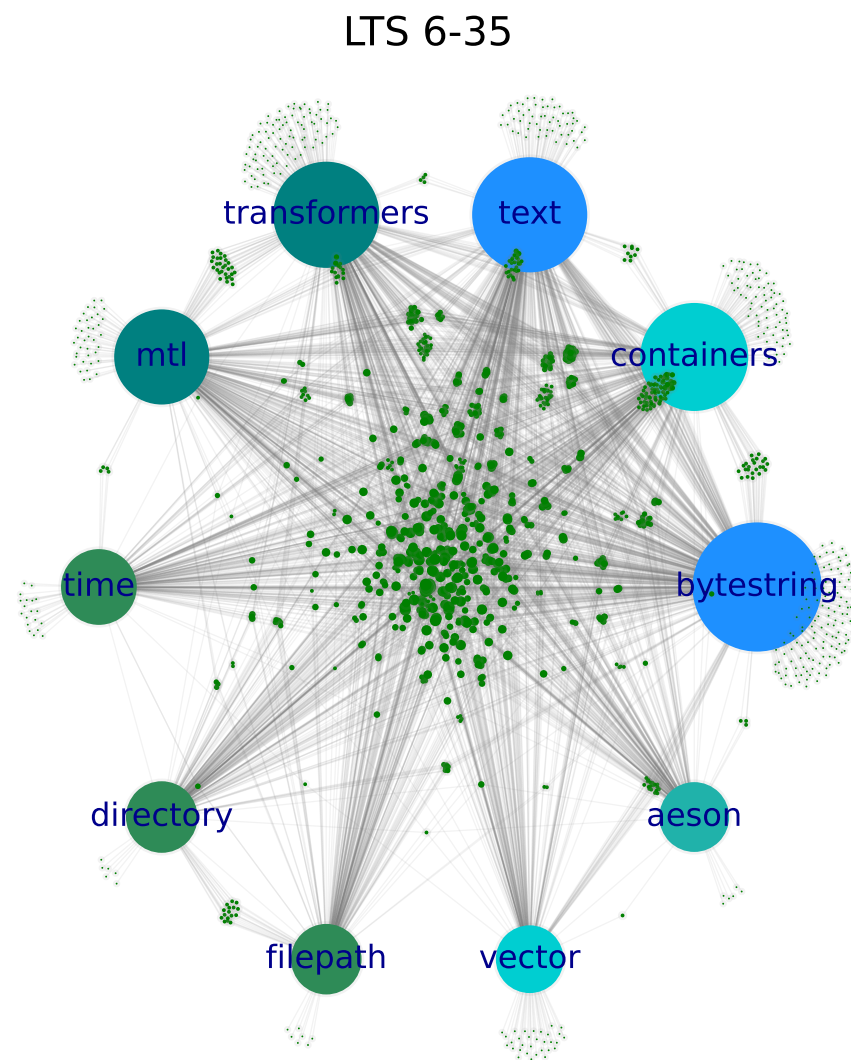 LTS 6-35
transformers
text
mtl
containers
time
bytestring
directory
aeson
filepath
vector